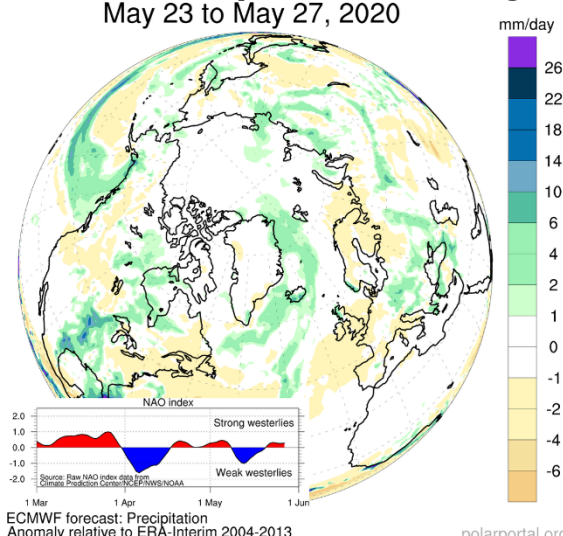 May 23 to May 27, 2020
mm/day
26
22
18
14
10
6
4
2
1
0
-1
-2
-4
-6
NAO index
2.0
1.0
0.0
-1.0
-2.0
Strong westerlies
Weak westerlies
Source: Raw NAO index data from
Climate Prediction Center/NCEP/NWS/NOAA
1 Mar
1 Apr
1 May
1 Jun
ECMWF forecast: Precipitation
Anomaly relative to ERA-Interim 2004-2013
polarportal.org